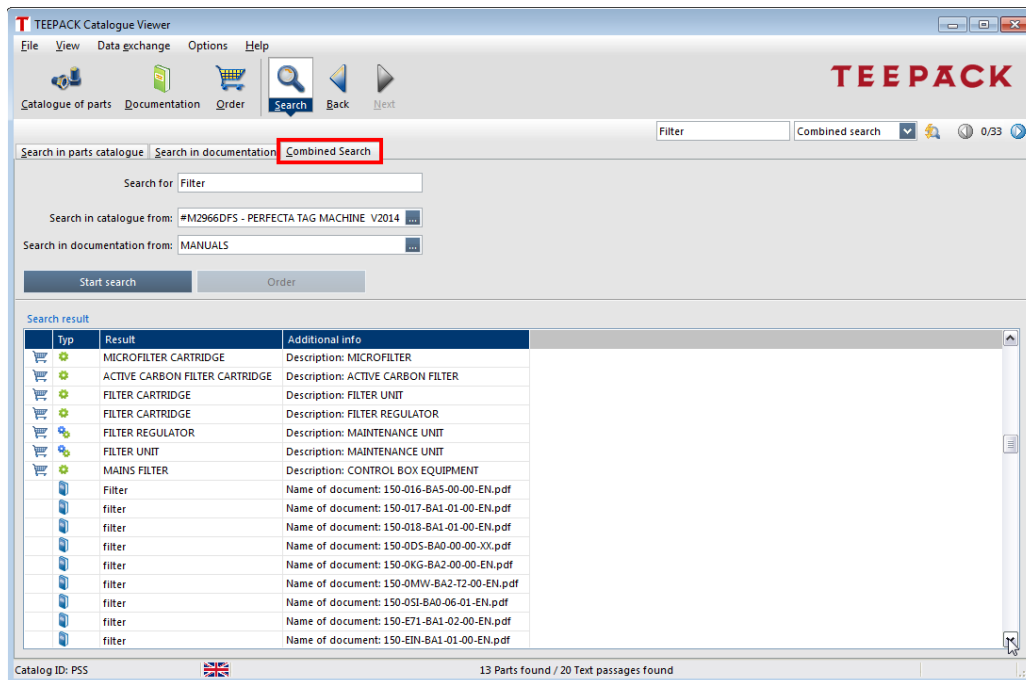 TEEPACK Catalogue Viewer
File View Data exchange Options Help
TEEPACK
Catalogue of parts Documentation Order Search Back Next
Filter Combined search 0/33
Search in parts catalogue Search in documentation Combined Search
Search for Filter
Search in catalogue from: #M2966DFS - PERFECTA TAG MACHINE V2014 ...
Search in documentation from: MANUALS ...
Start search Order
Search result
Typ Result Additional info
MICROFILTER CARTRIDGE Description: MICROFILTER
ACTIVE CARBON FILTER CARTRIDGE Description: ACTIVE CARBON FILTER
FILTER CARTRIDGE Description: FILTER UNIT
FILTER CARTRIDGE Description: FILTER REGULATOR
FILTER REGULATOR Description: MAINTENANCE UNIT
FILTER UNIT Description: MAINTENANCE UNIT
MAINS FILTER Description: CONTROL BOX EQUIPMENT
Filter Name of document: 150-016-BA5-00-00-EN.pdf
filter Name of document: 150-017-BA1-01-00-EN.pdf
filter Name of document: 150-018-BA1-01-00-EN.pdf
filter Name of document: 150-0DS-BA0-00-00-XX.pdf
filter Name of document: 150-0KG-BA2-00-00-EN.pdf
filter Name of document: 150-0MW-BA2-T2-00-EN.pdf
filter Name of document: 150-0SI-BA0-06-01-EN.pdf
filter Name of document: 150-E71-BA1-02-00-EN.pdf
filter Name of document: 150-EIN-BA1-01-00-EN.pdf
Catalog ID: PSS 13 Parts found / 20 Text passages found